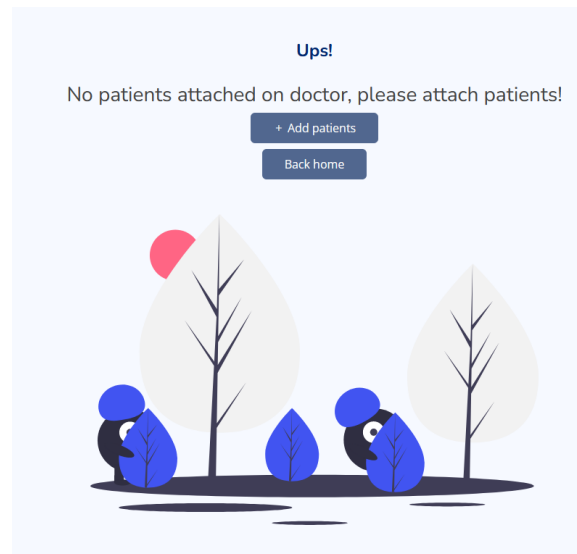 Ups!
No patients attached on doctor, please attach patients!
+ Add patients
Back home